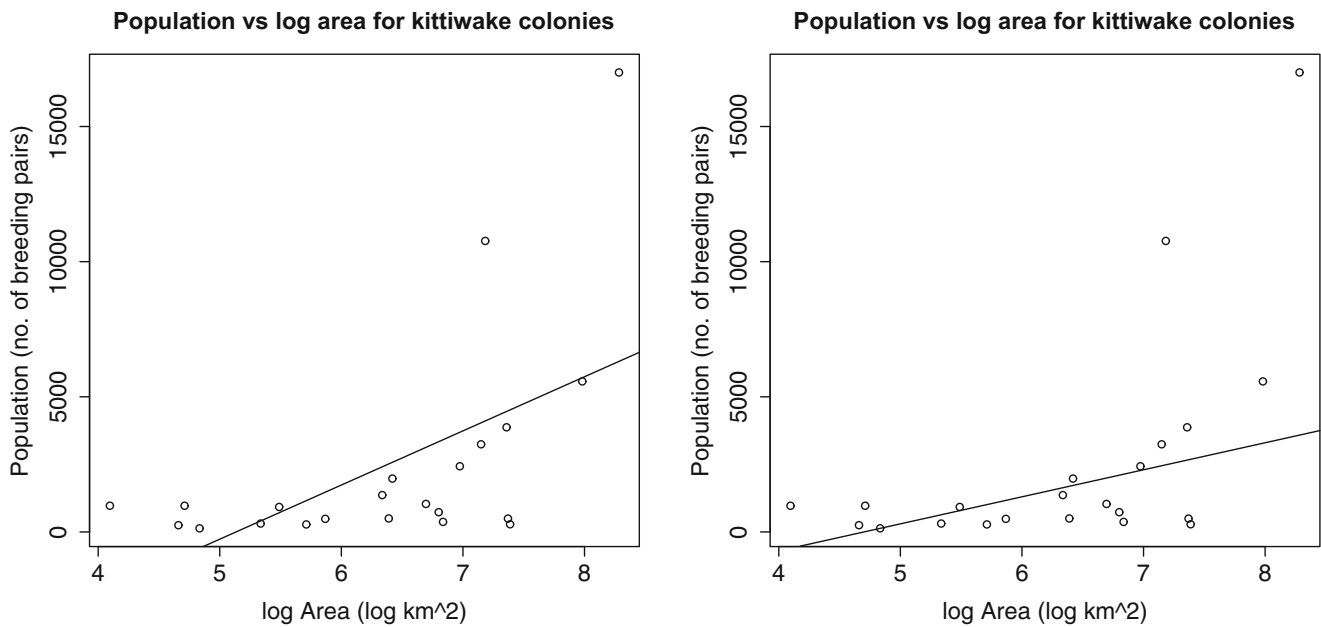 Population vs log area for kittiwake colonies
Population (no. of breeding pairs)
15000
10000
5000
0
4 5 6 7 8
log Area (log km^2)
Population vs log area for kittiwake colonies
Population (no. of breeding pairs)
15000
10000
5000
0
4 5 6 7 8
log Area (log km^2)